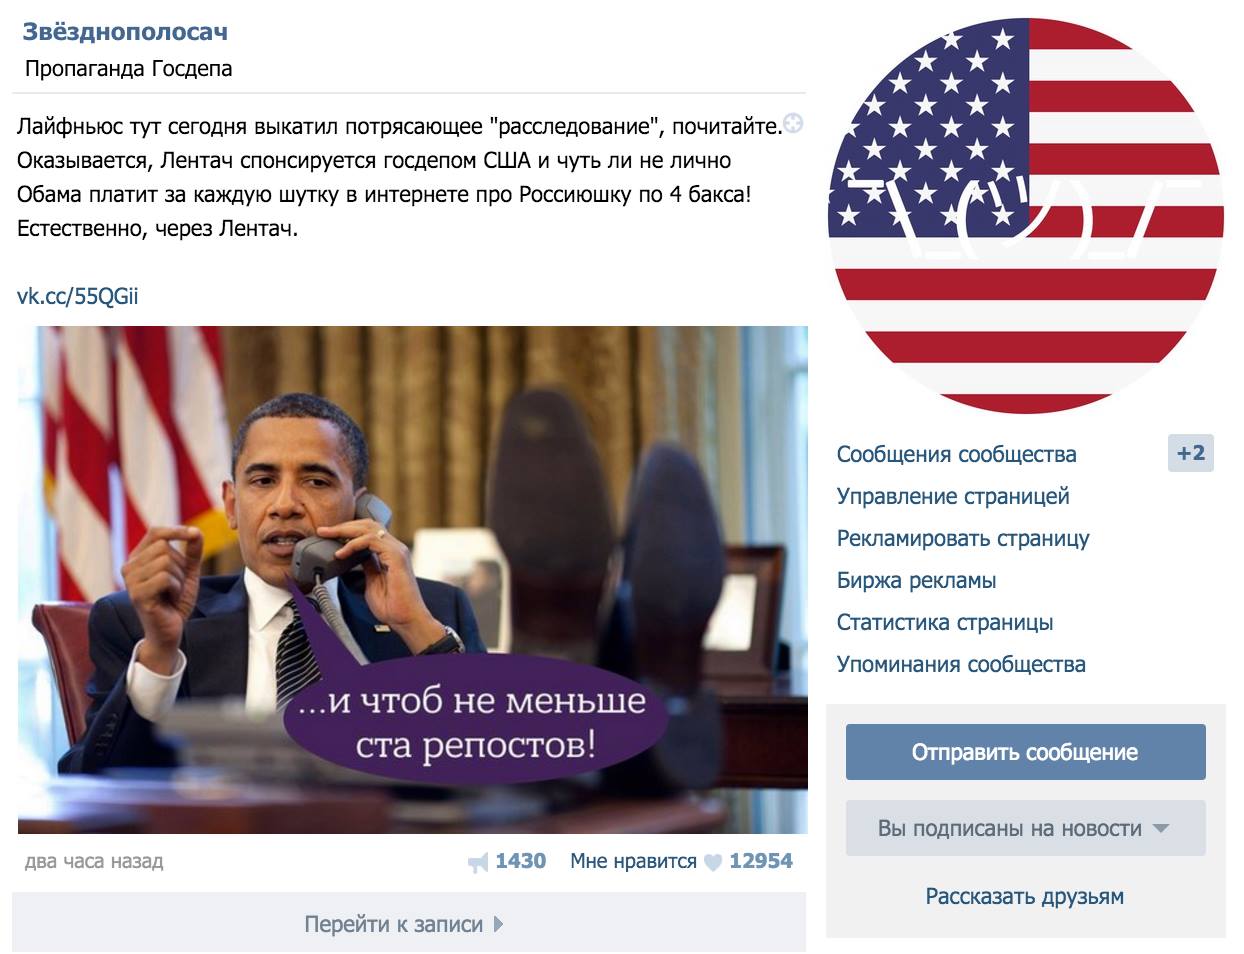 Звёзднополосач
Пропаганда Госдепа
Лайфньюс тут сегодня выкатил потрясающее "расследование", почитайте.
Оказывается, Лентач спонсируется госдепом США и чуть ли не лично
Обама платит за каждую шутку в интернете про Россиюшку по 4 бакса!
Естественно, через Лентач.
vk.cc/55QGii
...и чтоб не меньше
ста репостов!
два часа назад
1430
Мне нравится
12954
Перейти к записи
¯\_(ツ)_/¯
Сообщения сообщества
+2
Управление страницей
Рекламировать страницу
Биржа рекламы
Статистика страницы
Упоминания сообщества
Отправить сообщение
Вы подписаны на новости
Рассказать друзьям